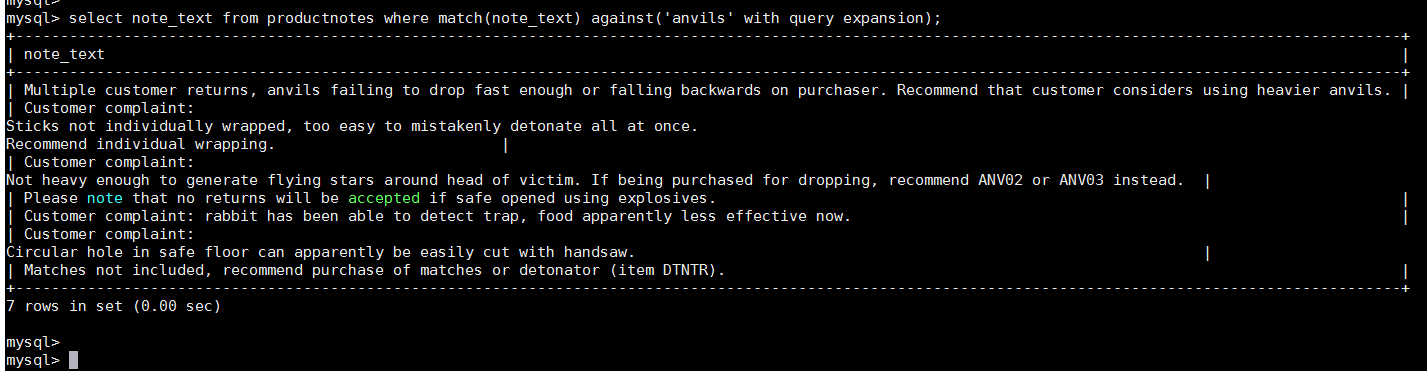 mysql>
mysql> select note_text from productnotes where match(note_text) against('anvils' with query expansion);
+---------------------------------------------------------------------------------------------------------------------------------------------------------+
| note_text |
+---------------------------------------------------------------------------------------------------------------------------------------------------------+
| Multiple customer returns, anvils failing to drop fast enough or falling backwards on purchaser. Recommend that customer considers using heavier anvils. |
| Customer complaint:
Sticks not individually wrapped, too easy to mistakenly detonate all at once.
Recommend individual wrapping. |
| Customer complaint:
Not heavy enough to generate flying stars around head of victim. If being purchased for dropping, recommend ANV02 or ANV03 instead. |
| Please note that no returns will be accepted if safe opened using explosives. |
| Customer complaint: rabbit has been able to detect trap, food apparently less effective now. |
| Customer complaint:
Circular hole in safe floor can apparently be easily cut with handsaw. |
| Matches not included, recommend purchase of matches or detonator (item DTNTR). |
+---------------------------------------------------------------------------------------------------------------------------------------------------------+
7 rows in set (0.00 sec)
mysql>
mysql>